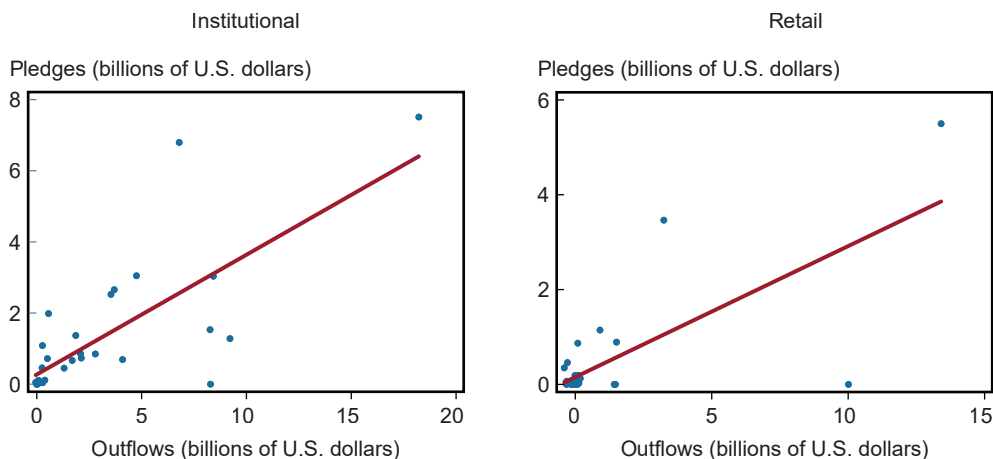 Institutional
Pledges (billions of U.S. dollars)
8
6
4
2
0
0 5 10 15 20
Outflows (billions of U.S. dollars)
Retail
Pledges (billions of U.S. dollars)
6
4
2
0
0 5 10 15
Outflows (billions of U.S. dollars)